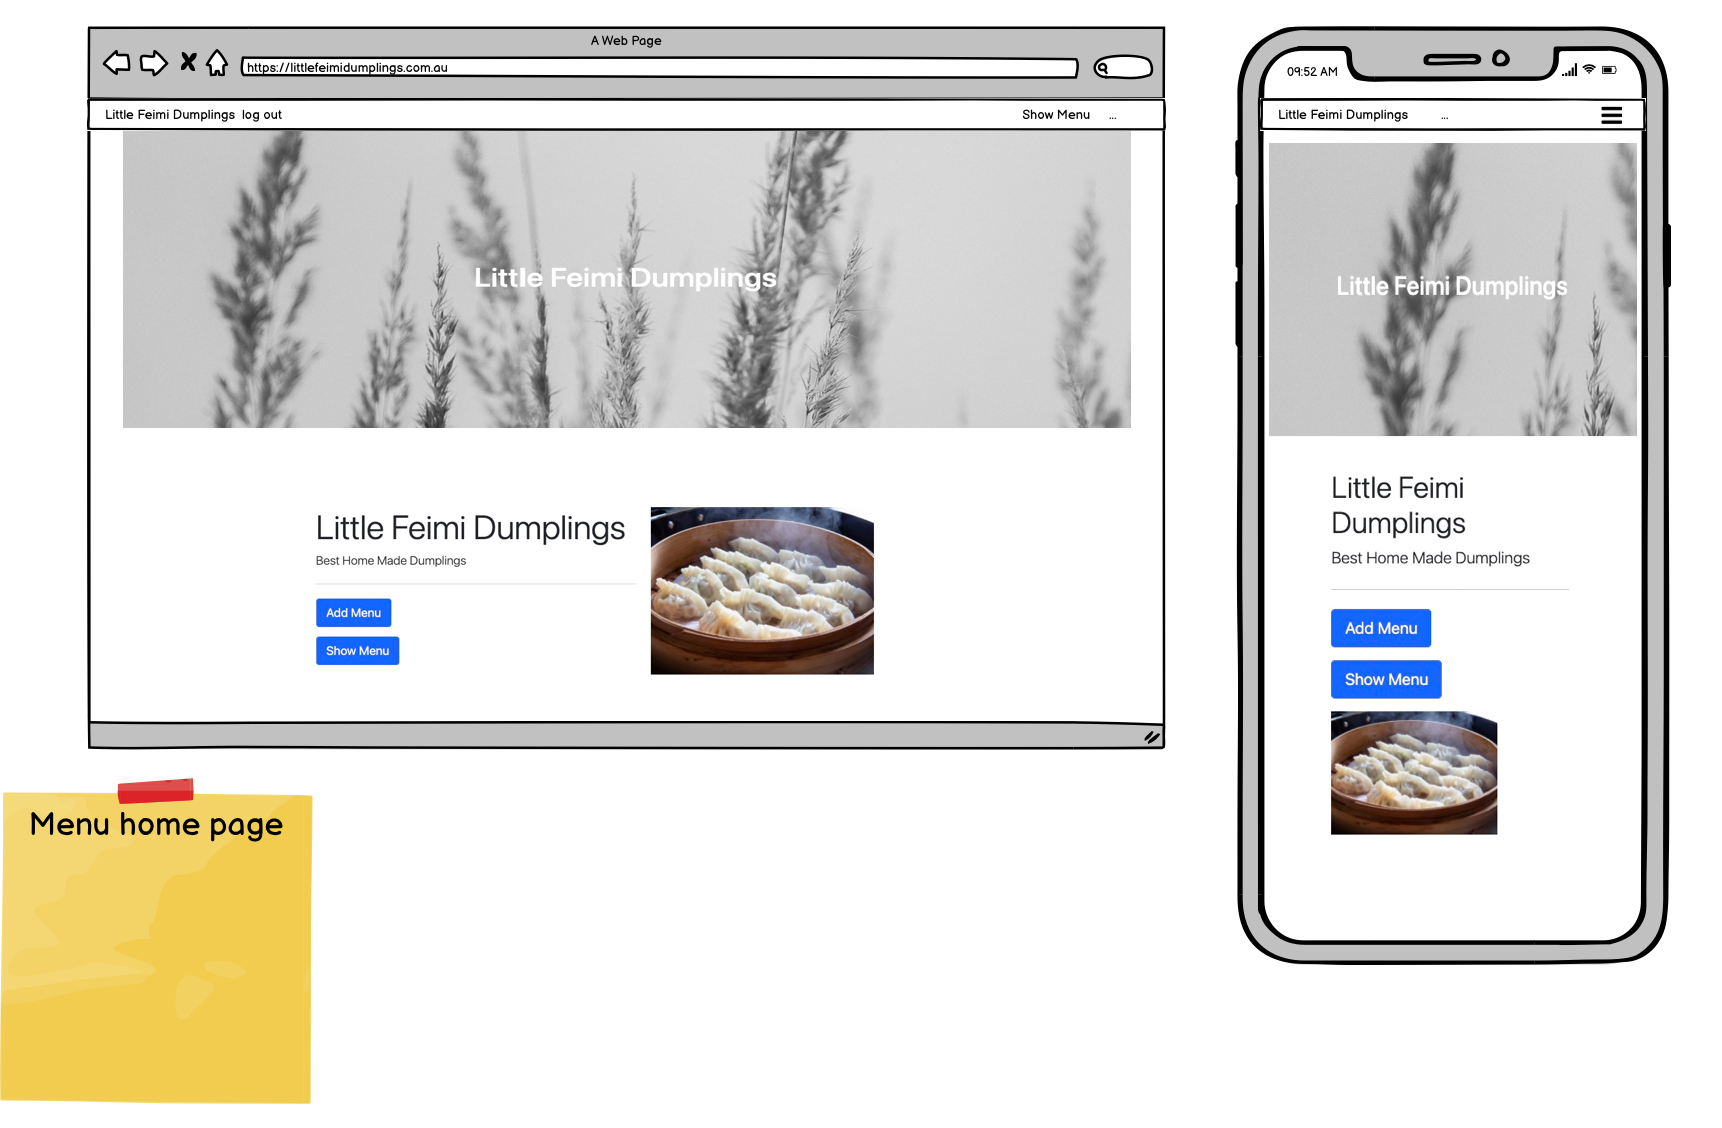 A Web Page
https://littlefeimidumplings.com.au
Little Feimi Dumplings log out Show Menu ...
Little Feimi Dumplings
Little Feimi Dumplings
Best Home Made Dumplings
Add Menu
Show Menu
09:52 AM
Little Feimi Dumplings ...
Little Feimi Dumplings
Little Feimi
Dumplings
Best Home Made Dumplings
Add Menu
Show Menu
Menu home page